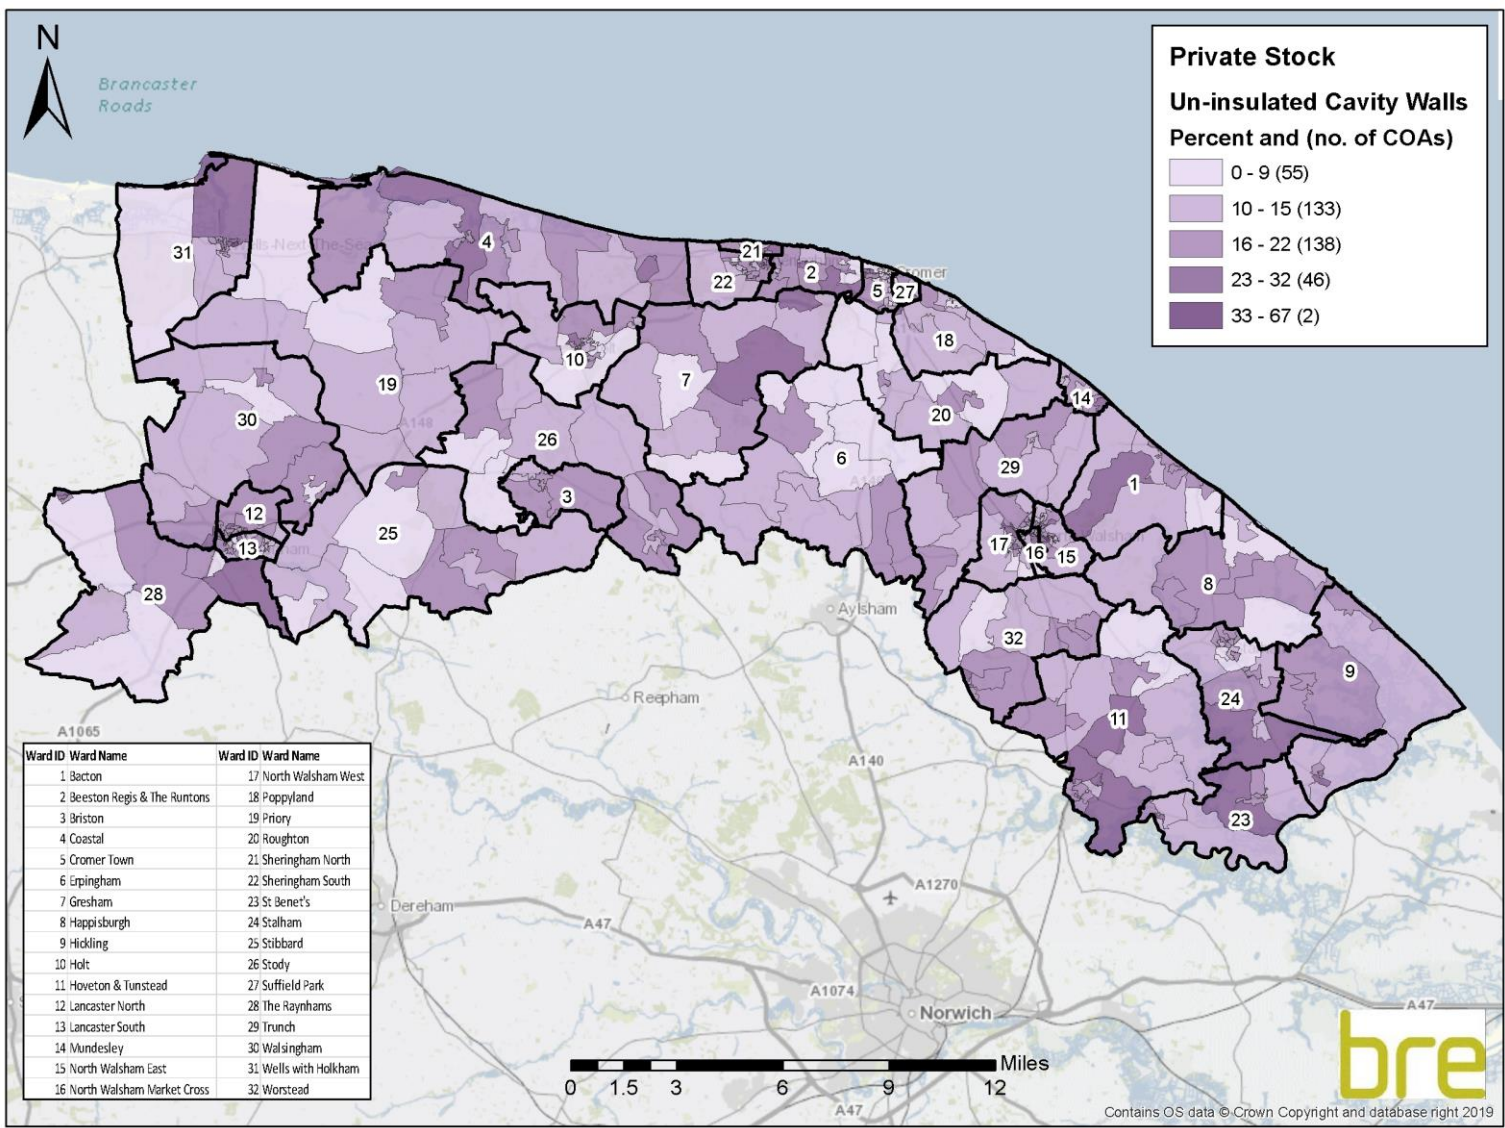 N
Brancaster
Roads
Private Stock
Un-insulated Cavity Walls
Percent and (no. of COAs)
0 - 9 (55)
10 - 15 (133)
16 - 22 (138)
23 - 32 (46)
33 - 67 (2)
31
4
21
22
2
5
27
Cromer
18
10
7
19
30
26
6
20
14
29
1
3
12
13
25
28
17
16
15
8
32
9
24
11
23
A148
Aylsham
Reepham
A1065
A140
A1270
Dereham
A47
A1074
Norwich
A47
A47
Ward ID Ward Name Ward ID Ward Name
1 Bacton 17 North Walsham West
2 Beeston Regis & The Runtons 18 Poppyland
3 Briston 19 Priory
4 Coastal 20 Roughton
5 Cromer Town 21 Sheringham North
6 Erpingham 22 Sheringham South
7 Gresham 23 St Benet's
8 Happisburgh 24 Stalham
9 Hickling 25 Stibbard
10 Holt 26 Stody
11 Hoveton & Tunstead 27 Suffield Park
12 Lancaster North 28 The Raynhams
13 Lancaster South 29 Trunch
14 Mundesley 30 Walsingham
15 North Walsham East 31 Wells with Holkham
16 North Walsham Market Cross 32 Worstead
Miles
0 1.5 3 6 9 12
bre
Contains OS data © Crown Copyright and database right 2019